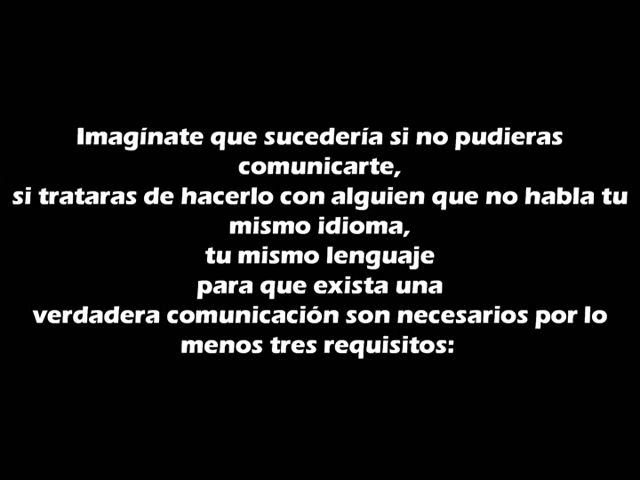 Imagínate que sucedería si no pudieras
comunicarte,
si trataras de hacerlo con alguien que no habla tu
mismo idioma,
tu mismo lenguaje
para que exista una
verdadera comunicación son necesarios por lo
menos tres requisitos: